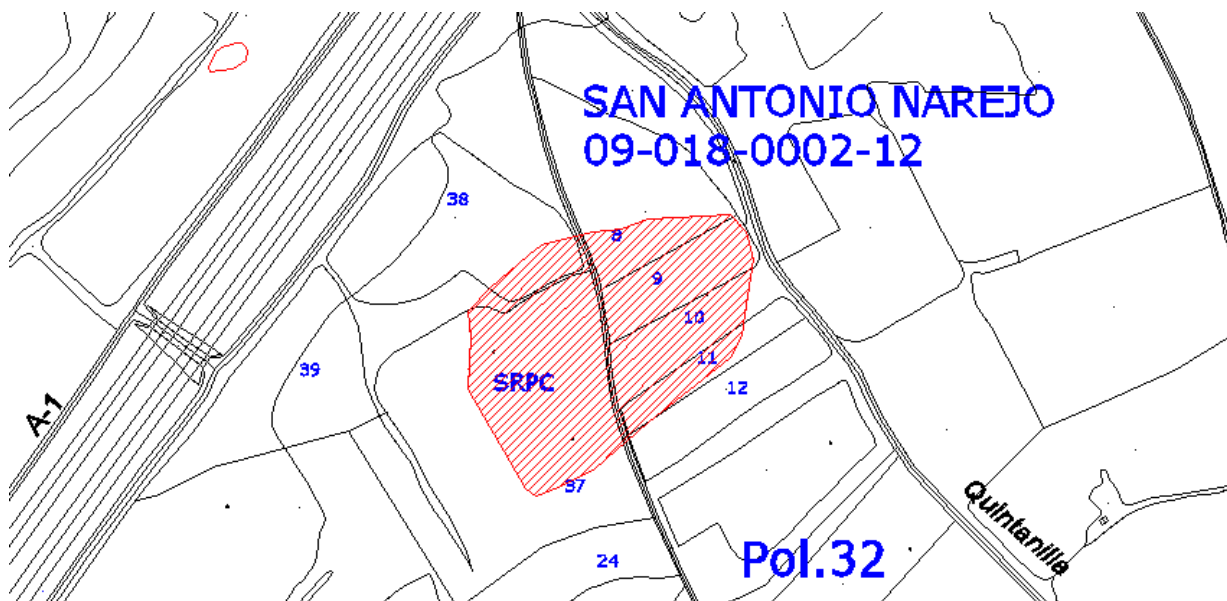 SAN ANTONIO NAREJO
09-018-0002-12
38
8
9
10
11
12
39
SRPC
A-1
37
24
Pol.32
Quintanilla